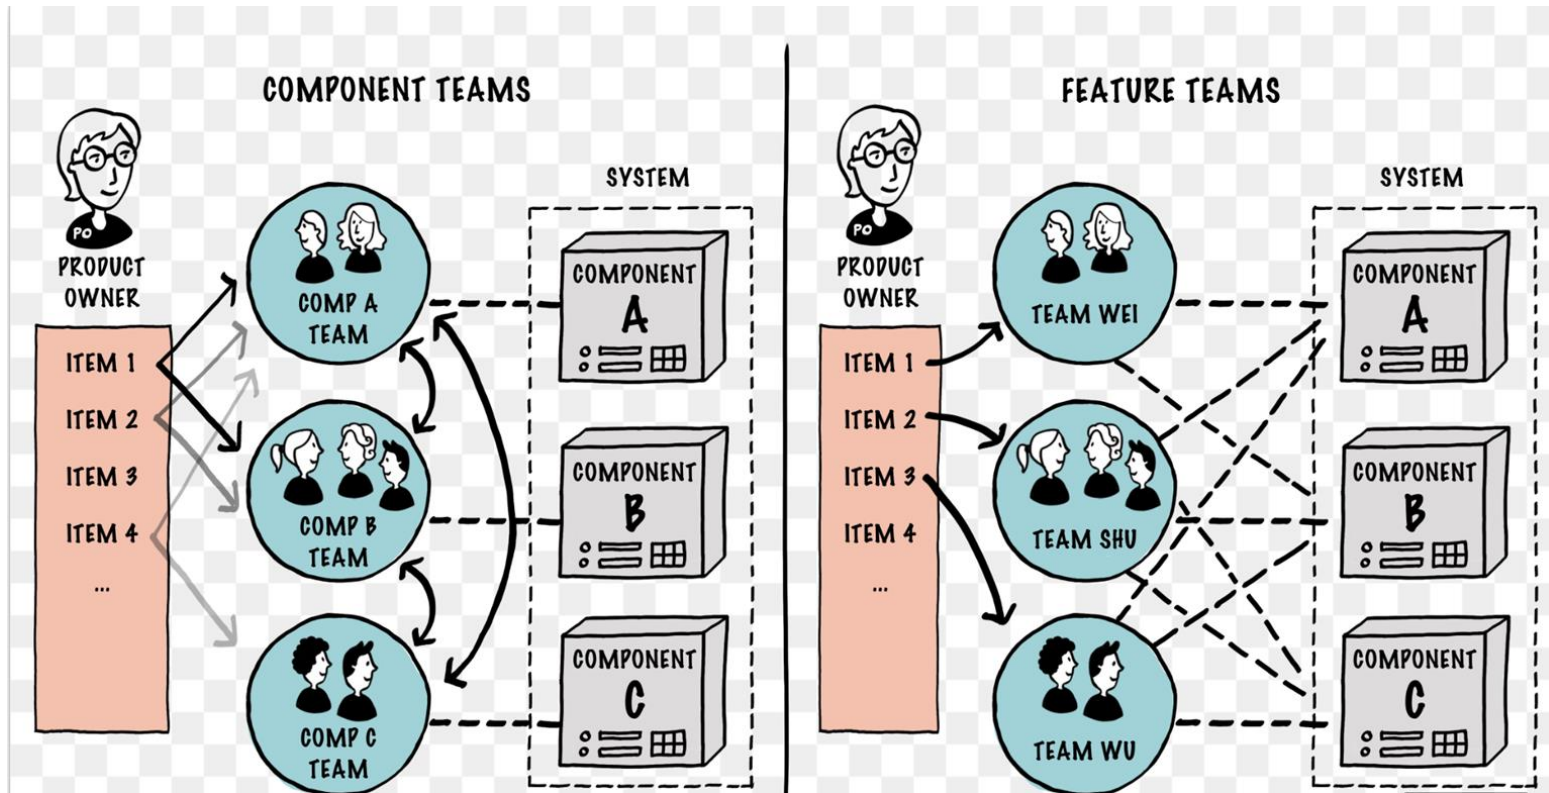 COMPONENT TEAMS
PO
PRODUCT
OWNER
ITEM 1
ITEM 2
ITEM 3
ITEM 4
...
COMP A
TEAM
COMP B
TEAM
COMP C
TEAM
SYSTEM
COMPONENT
A
COMPONENT
B
COMPONENT
C
FEATURE TEAMS
PO
PRODUCT
OWNER
ITEM 1
ITEM 2
ITEM 3
ITEM 4
...
TEAM WEI
TEAM SHU
TEAM WU
SYSTEM
COMPONENT
A
COMPONENT
B
COMPONENT
C